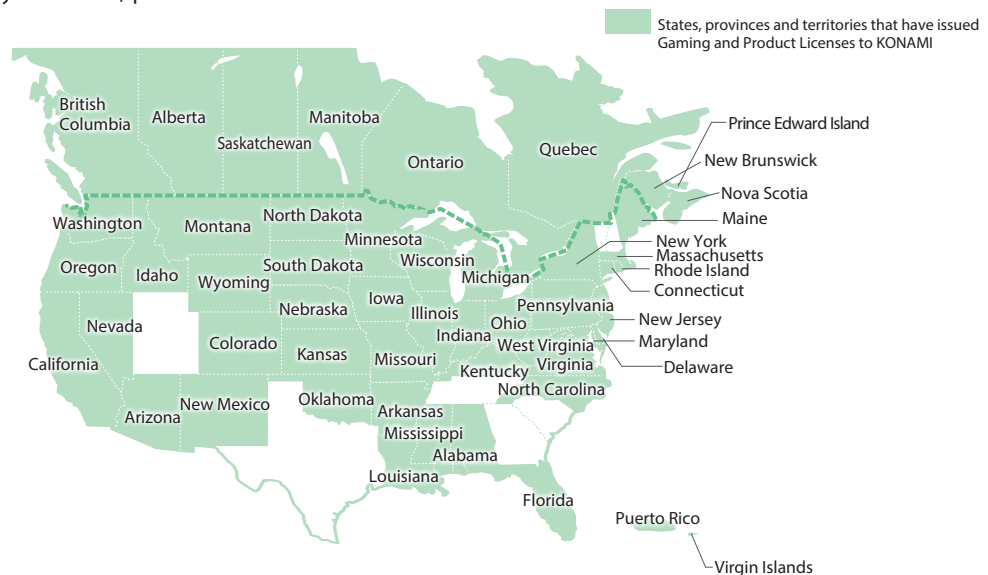 States, provinces and territories that have issued
Gaming and Product Licenses to KONAMI
British
Columbia
Alberta
Saskatchewan
Manitoba
Ontario
Quebec
Prince Edward Island
New Brunswick
Nova Scotia
Maine
New York
Massachusetts
Rhode Island
Connecticut
Washington
Montana
North Dakota
Minnesota
Oregon
Idaho
Wyoming
South Dakota
Wisconsin
Michigan
Nebraska
Iowa
Illinois
Indiana
Ohio
Pennsylvania
New Jersey
Maryland
Delaware
Nevada
California
Colorado
Kansas
Missouri
West Virginia
Virginia
Kentucky
North Carolina
Arizona
New Mexico
Oklahoma
Arkansas
Mississippi
Alabama
Louisiana
Florida
Puerto Rico
Virgin Islands